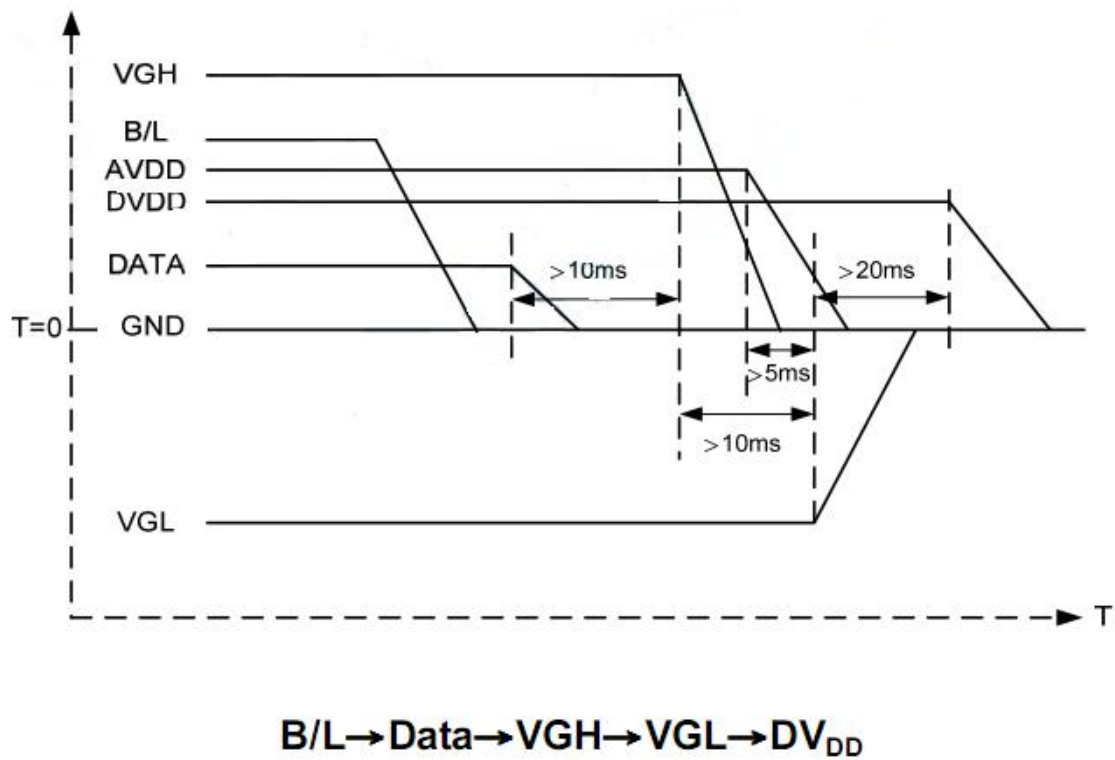 VGH
B/L
AVDD
DVDD
DATA
>10ms
>20ms
T=0
GND
>5ms
>10ms
VGL
T
B/L→Data→VGH→VGL→DVDD